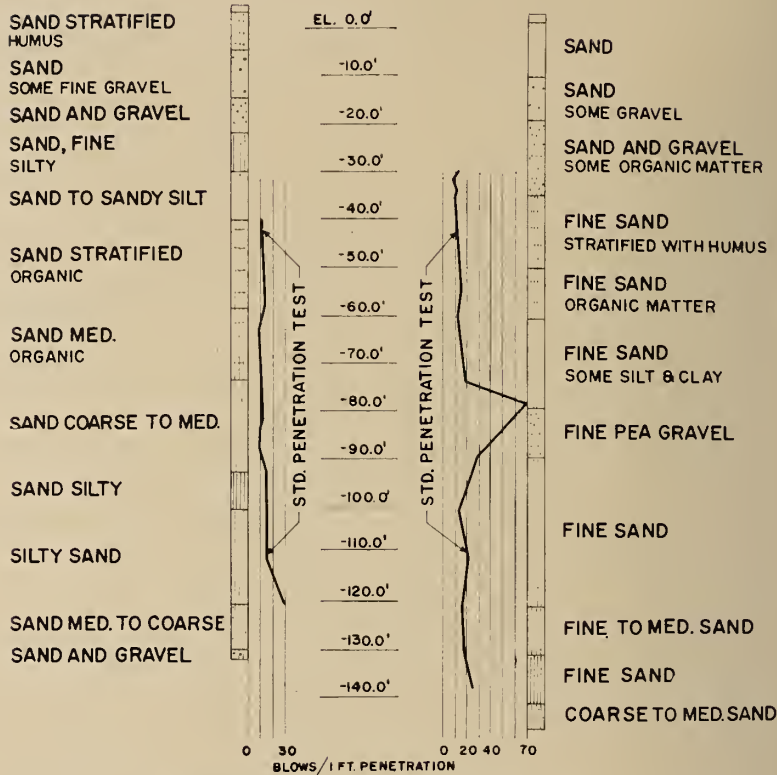 SAND STRATIFIED
HUMUS
SAND
SOME FINE GRAVEL
SAND AND GRAVEL
SAND, FINE
SILTY
SAND TO SANDY SILT
SAND STRATIFIED
ORGANIC
SAND MED.
ORGANIC
SAND COARSE TO MED.
SAND SILTY
SILTY SAND
SAND MED. TO COARSE
SAND AND GRAVEL
STD. PENETRATION TEST
EL. 0.0'
-10.0'
-20.0'
-30.0'
-40.0'
-50.0'
-60.0'
-70.0'
-80.0'
-90.0'
-100.0'
-110.0'
-120.0'
-130.0'
-140.0'
STD. PENETRATION TEST
SAND
SAND
SOME GRAVEL
SAND AND GRAVEL
SOME ORGANIC MATTER
FINE SAND
STRATIFIED WITH HUMUS
FINE SAND
ORGANIC MATTER
FINE SAND
SOME SILT & CLAY
FINE PEA GRAVEL
FINE SAND
FINE TO MED. SAND
FINE SAND
COARSE TO MED. SAND
0 30
0 20 40 70
BLOWS/1 FT. PENETRATION